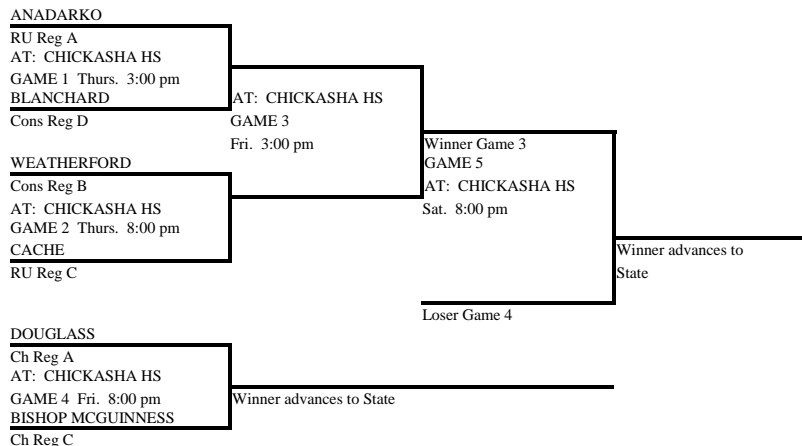 ANADARKO
RU Reg A
AT: CHICKASHA HS
GAME 1 Thurs. 3:00 pm
BLANCHARD
Cons Reg D
AT: CHICKASHA HS
GAME 3
Fri. 3:00 pm
WEATHERFORD
Cons Reg B
AT: CHICKASHA HS
GAME 2 Thurs. 8:00 pm
CACHE
RU Reg C
Winner Game 3
GAME 5
AT: CHICKASHA HS
Sat. 8:00 pm
Loser Game 4
Winner advances to
State
DOUGLASS
Ch Reg A
AT: CHICKASHA HS
GAME 4 Fri. 8:00 pm
BISHOP MCGUINNESS
Ch Reg C
Winner advances to State